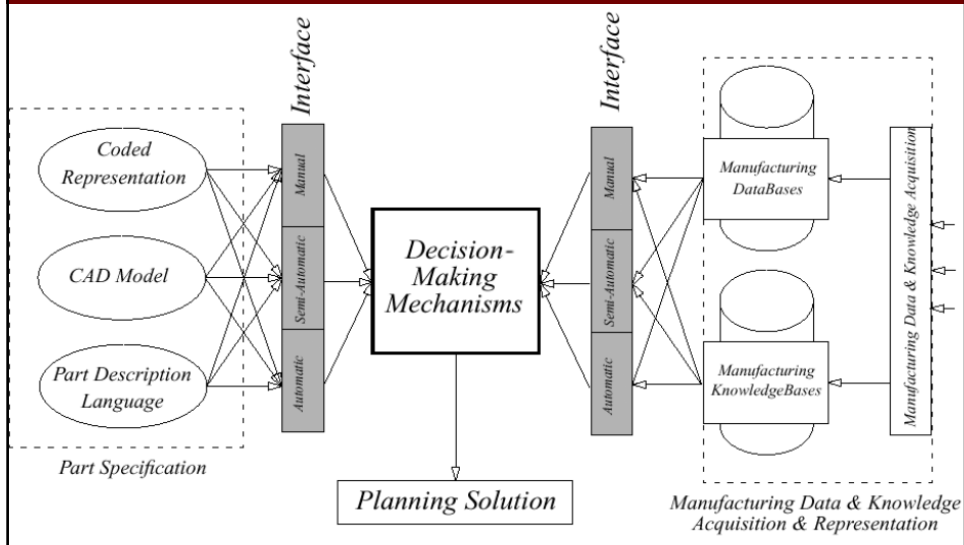 Interface
Interface
Coded
Representation
CAD Model
Part Description
Language
Part Specification
Manual
Semi-Automatic
Automatic
Decision-
Making
Mechanisms
Planning Solution
Manual
Semi-Automatic
Automatic
Manufacturing
DataBases
Manufacturing
KnowledgeBases
Manufacturing Data & Knowledge Acquisition
Manufacturing Data & Knowledge
Acquisition & Representation